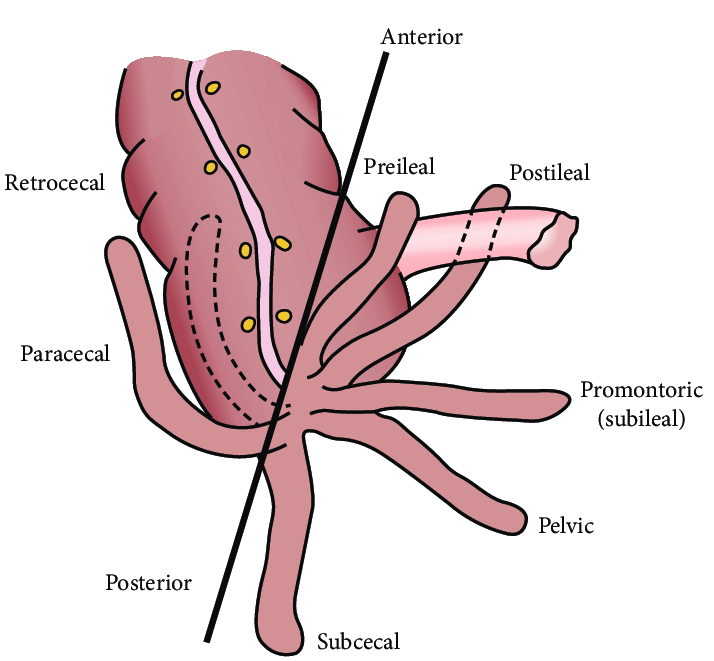 Anterior
Preileal
Postileal
Retrocecal
Paracecal
Promontoric
(subileal)
Pelvic
Posterior
Subcecal